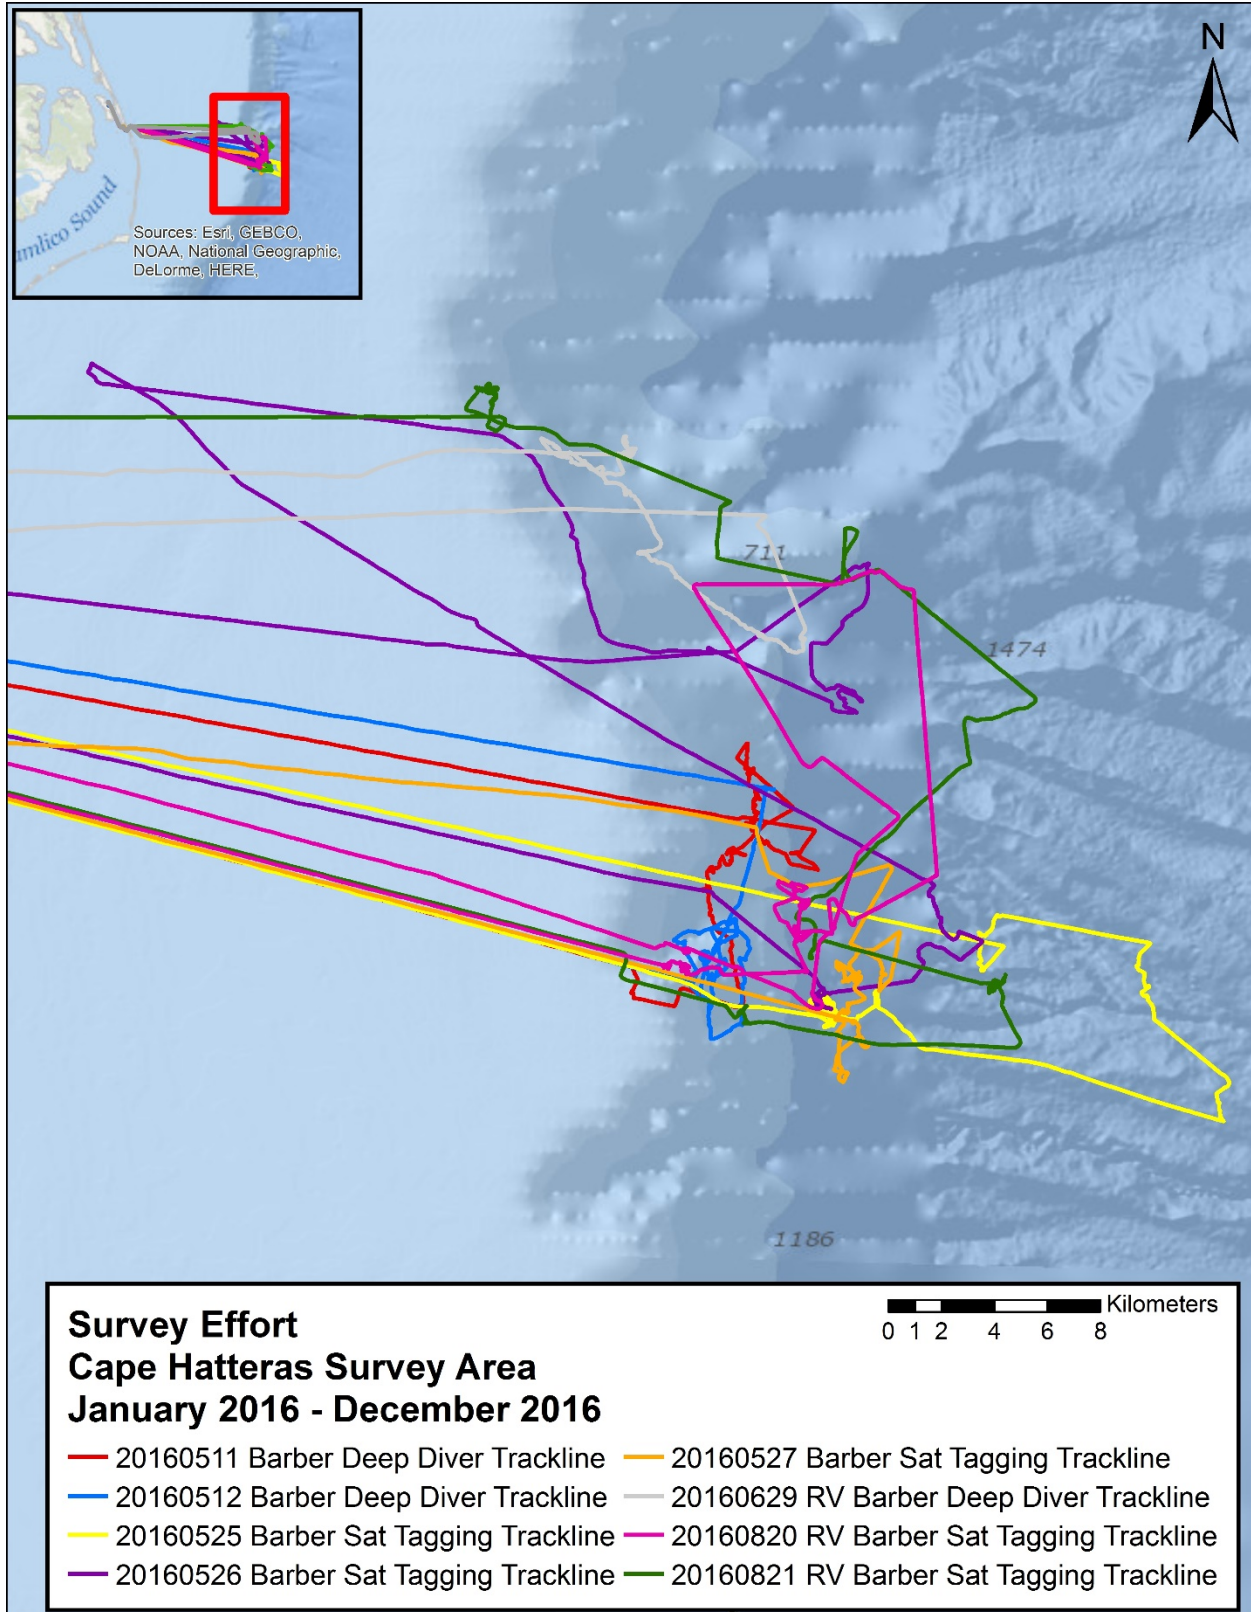 N
amlico Sound
Sources: Esri, GEBCO,
NOAA, National Geographic,
DeLorme, HERE,
711
1474
1186
Survey Effort
Cape Hatteras Survey Area
January 2016 - December 2016
Kilometers
0 1 2 4 6 8
20160511 Barber Deep Diver Trackline
20160512 Barber Deep Diver Trackline
20160525 Barber Sat Tagging Trackline
20160526 Barber Sat Tagging Trackline
20160527 Barber Sat Tagging Trackline
20160629 RV Barber Deep Diver Trackline
20160820 RV Barber Sat Tagging Trackline
20160821 RV Barber Sat Tagging Trackline